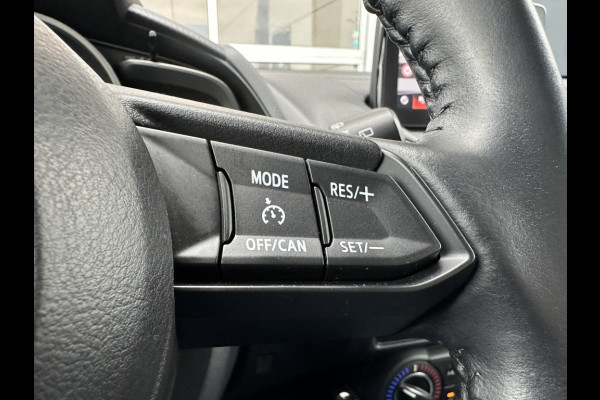 MODE
RES/+
OFF/CAN
SET/−